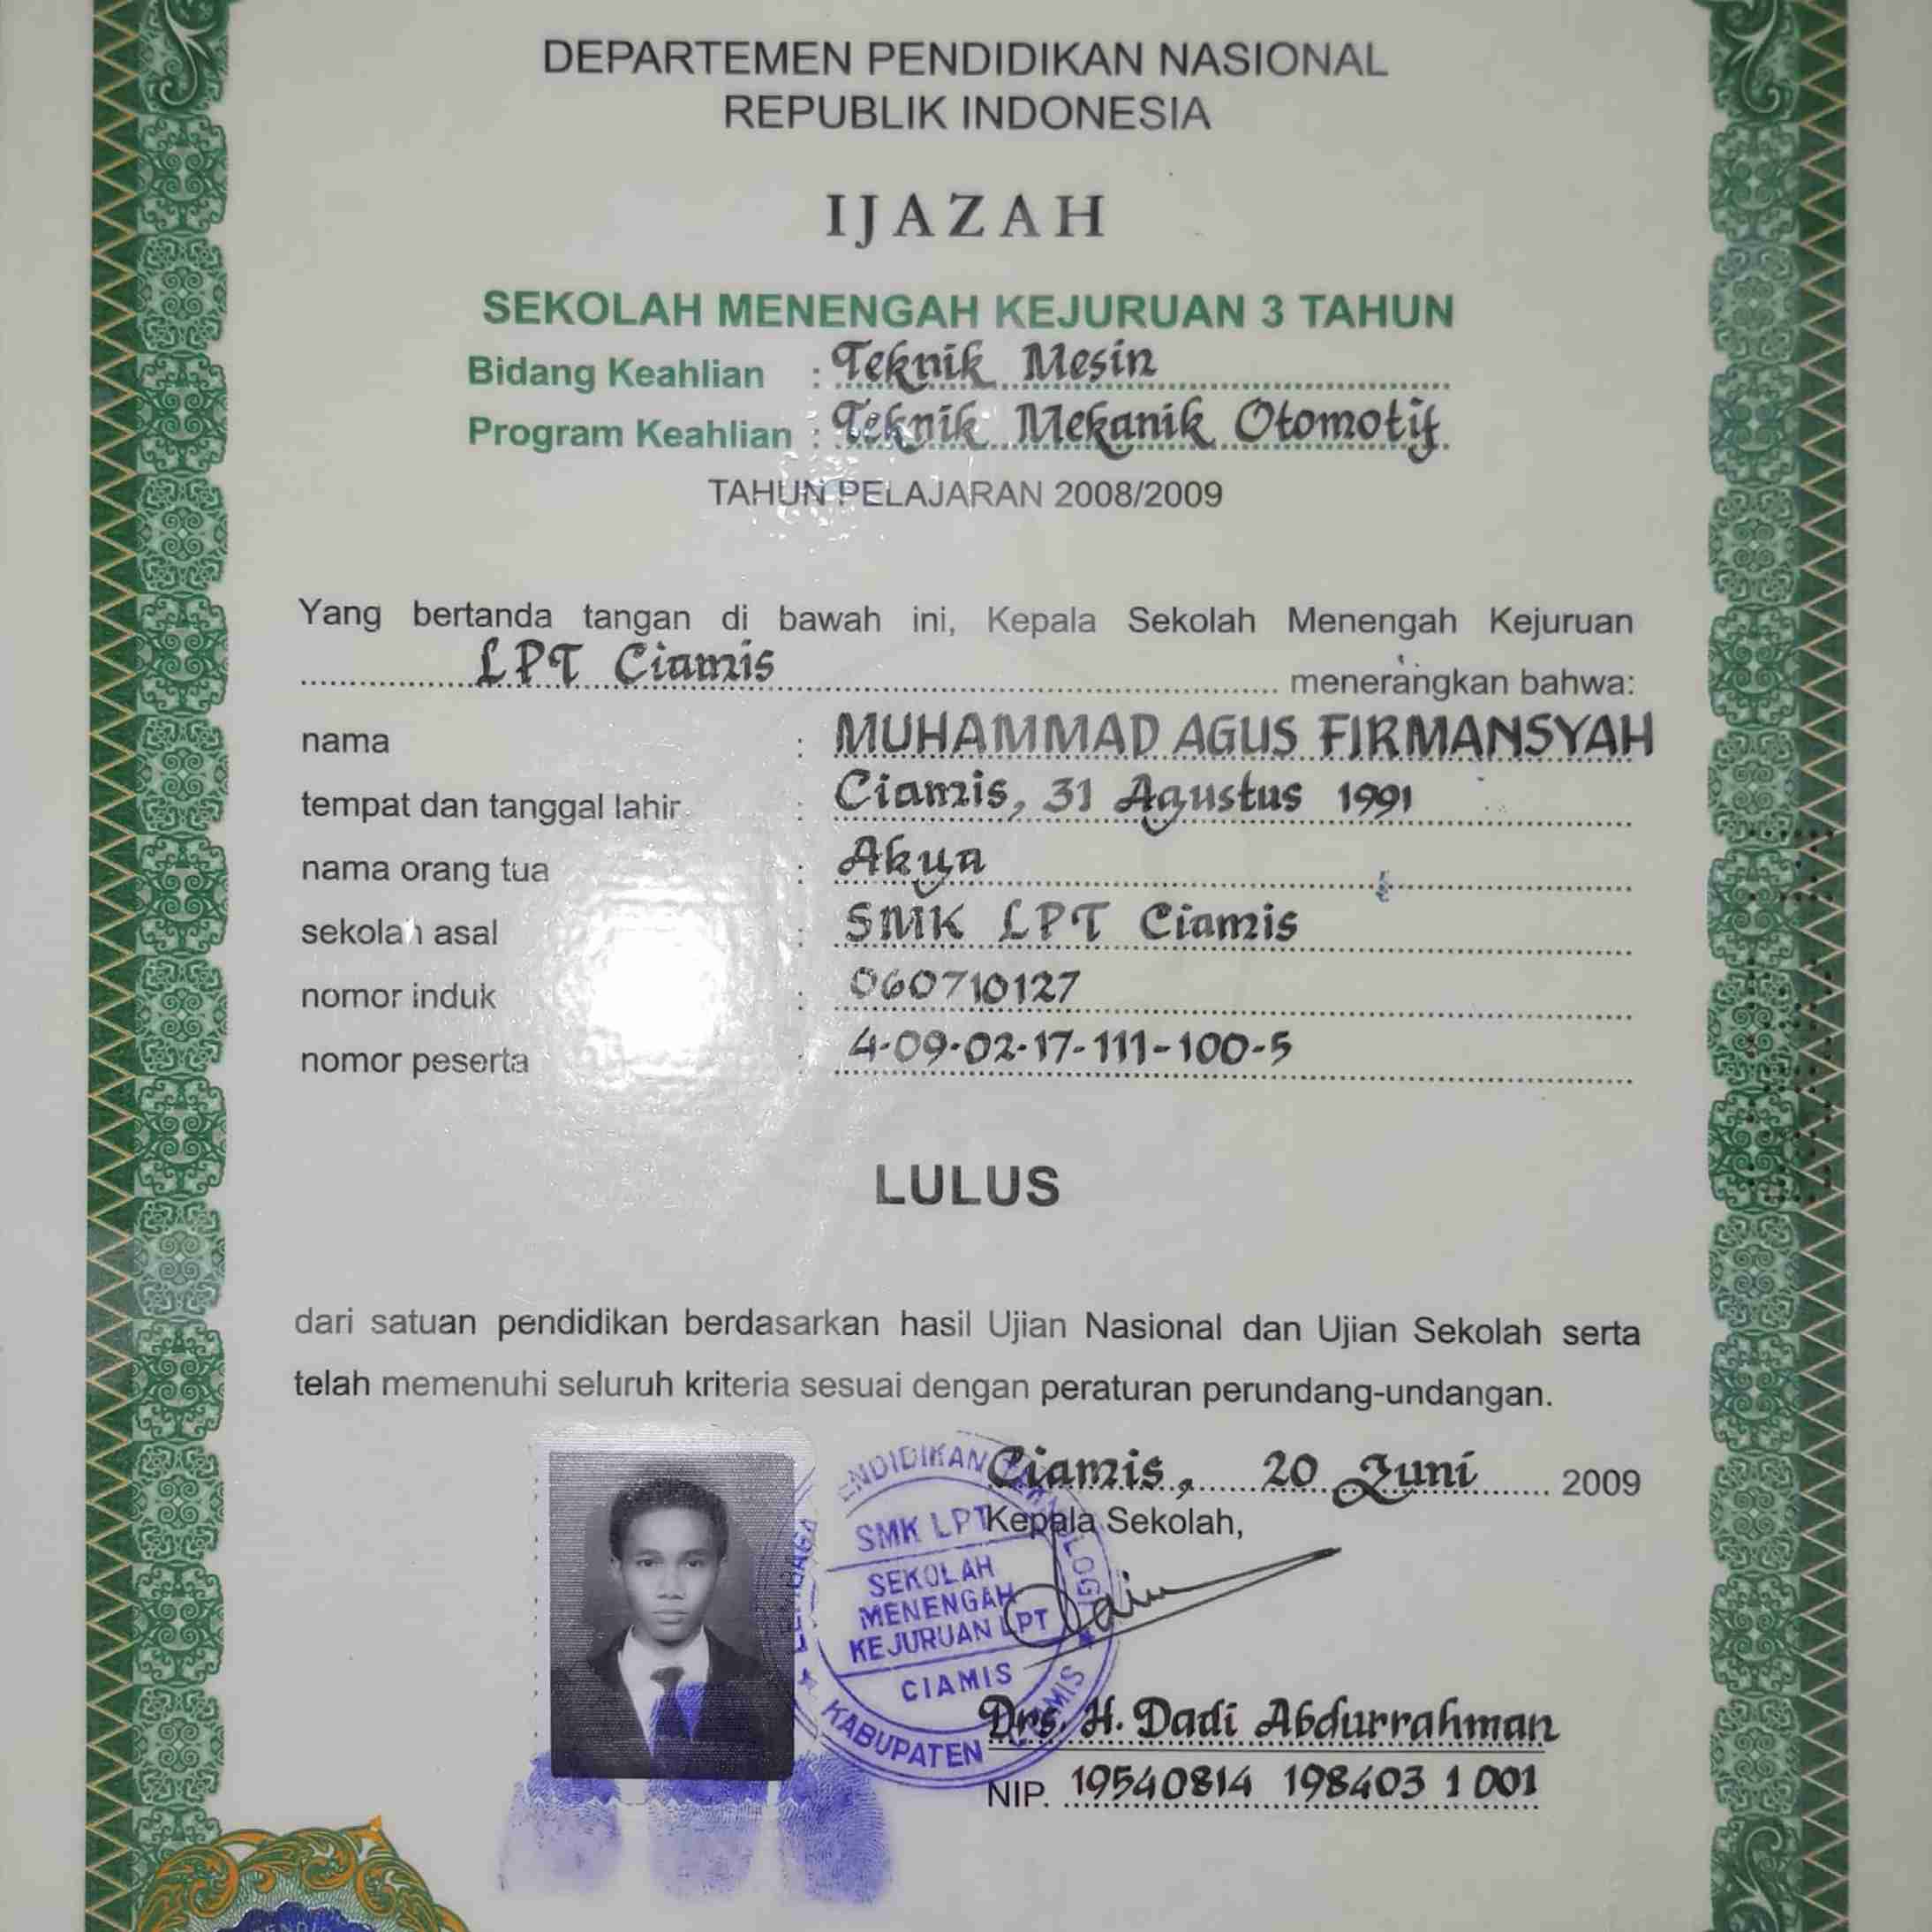 DEPARTEMEN PENDIDIKAN NASIONAL
REPUBLIK INDONESIA
IJAZAH
SEKOLAH MENENGAH KEJURUAN 3 TAHUN
Bidang Keahlian : Teknik Mesin
Program Keahlian : Teknik Mekanik Otomotif
TAHUN PELAJARAN 2008/2009
Yang bertanda tangan di bawah ini, Kepala Sekolah Menengah Kejuruan
LPT Ciamis menerangkan bahwa:
nama : MUHAMMAD AGUS FIRMANSYAH
tempat dan tanggal lahir : Ciamis, 31 Agustus 1991
nama orang tua : Akya
sekolah asal : SMK LPT Ciamis
nomor induk : 060710127
nomor peserta : 4-09-02-17-111-100-5
LULUS
dari satuan pendidikan berdasarkan hasil Ujian Nasional dan Ujian Sekolah serta
telah memenuhi seluruh kriteria sesuai dengan peraturan perundang-undangan.
Ciamis, 20 Juni 2009
Kepala Sekolah,
SMK LPT
SEKOLAH
MENENGAH
KEJURUAN LPT
CIAMIS
KABUPATEN CIAMIS
Drs. H. Dadi Abdurrahman
NIP. 19540814 198403 1 001